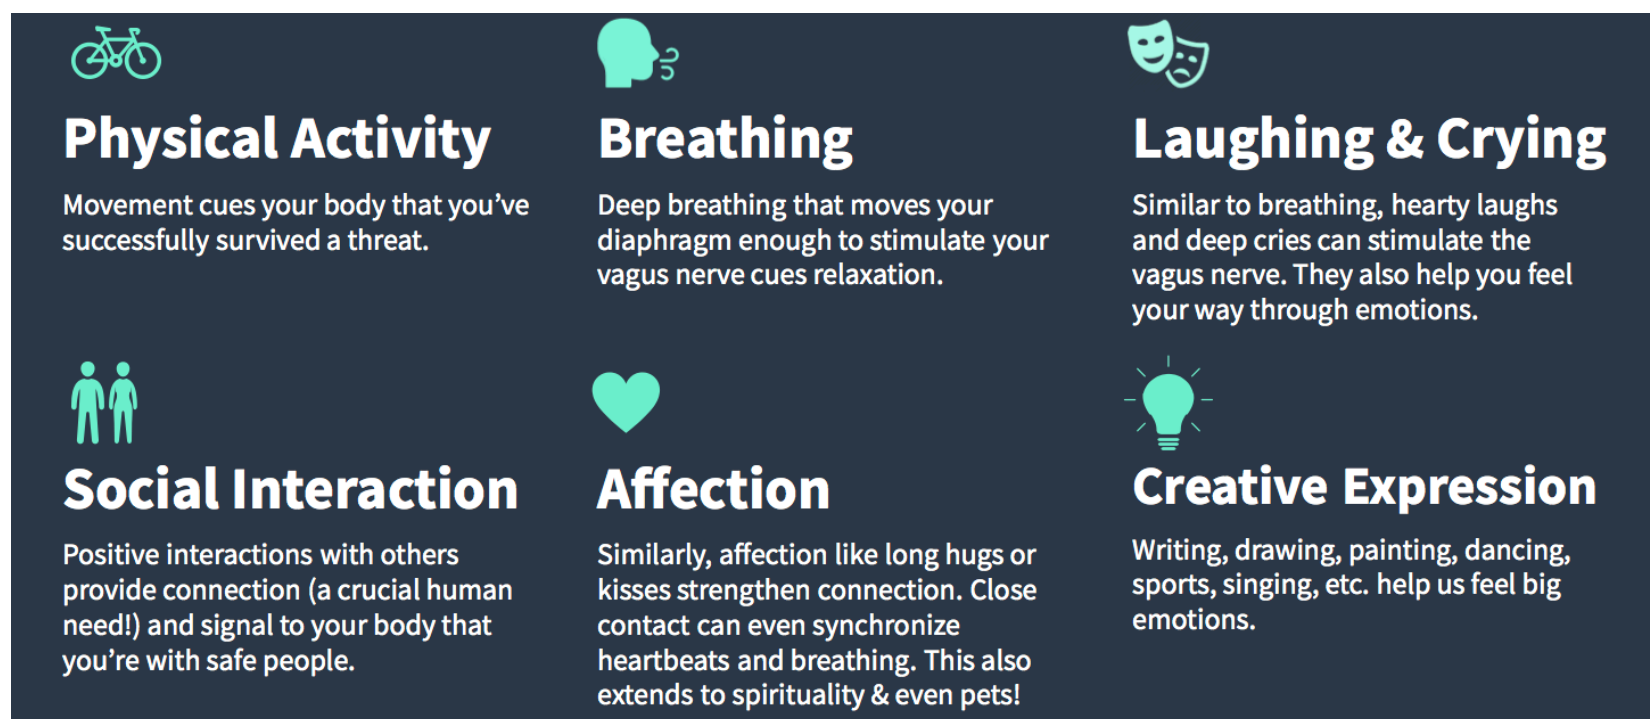 Physical Activity
Movement cues your body that you've
successfully survived a threat.
Breathing
Deep breathing that moves your
diaphragm enough to stimulate your
vagus nerve cues relaxation.
Laughing & Crying
Similar to breathing, hearty laughs
and deep cries can stimulate the
vagus nerve. They also help you feel
your way through emotions.
Social Interaction
Positive interactions with others
provide connection (a crucial human
need!) and signal to your body that
you're with safe people.
Affection
Similarly, affection like long hugs or
kisses strengthen connection. Close
contact can even synchronize
heartbeats and breathing. This also
extends to spirituality & even pets!
Creative Expression
Writing, drawing, painting, dancing,
sports, singing, etc. help us feel big
emotions.